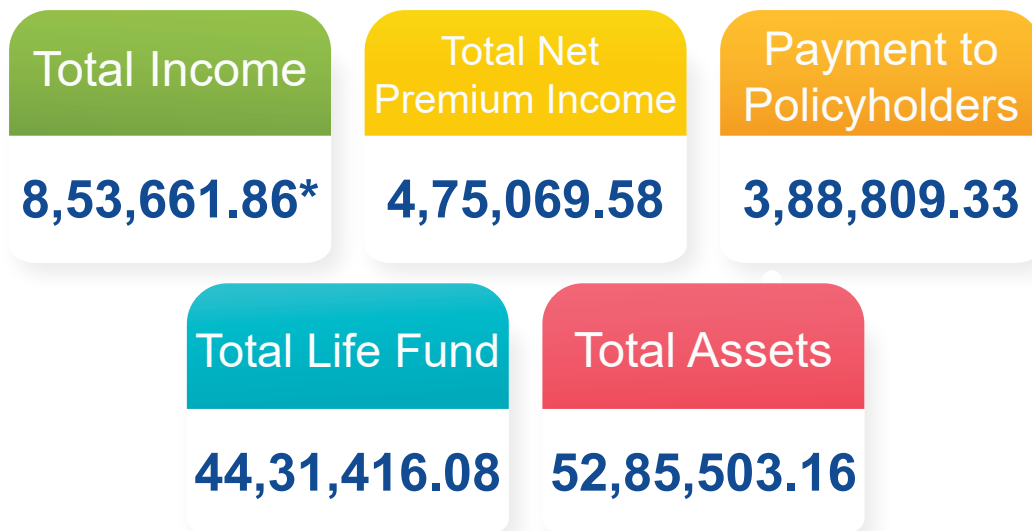 Total Income
8,53,661.86*
Total Net
Premium Income
4,75,069.58
Payment to
Policyholders
3,88,809.33
Total Life Fund
44,31,416.08
Total Assets
52,85,503.16